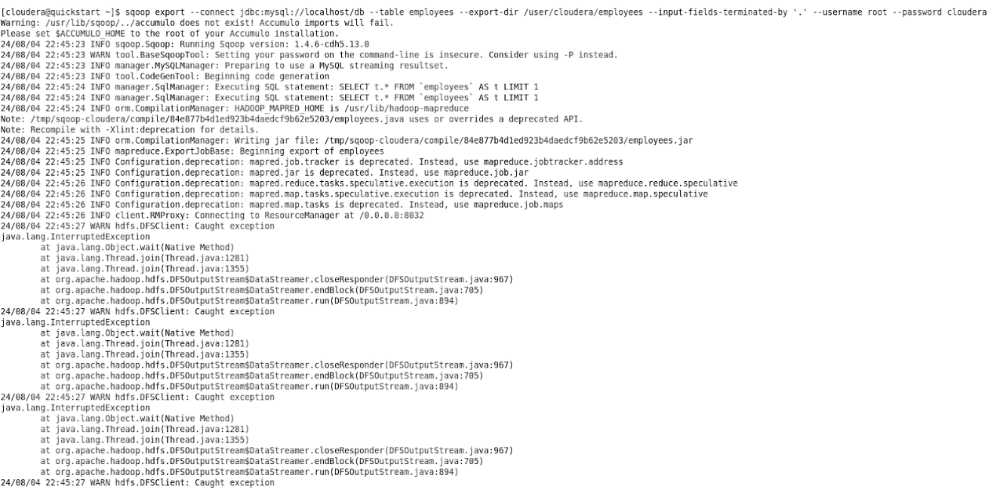 [cloudera@quickstart ~]$ sqoop export --connect jdbc:mysql://localhost/db --table employees --export-dir /user/cloudera/employees --input-fields-terminated-by '.' --username root --password cloudera
Warning: /usr/lib/sqoop/../accumulo does not exist! Accumulo imports will fail.
Please set $ACCUMULO_HOME to the root of your Accumulo installation.
24/08/04 22:45:23 INFO sqoop.Sqoop: Running Sqoop version: 1.4.6-cdh5.13.0
24/08/04 22:45:23 WARN tool.BaseSqoopTool: Setting your password on the command-line is insecure. Consider using -P instead.
24/08/04 22:45:23 INFO manager.MySQLManager: Preparing to use a MySQL streaming resultset.
24/08/04 22:45:23 INFO tool.CodeGenTool: Beginning code generation
24/08/04 22:45:24 INFO manager.SqlManager: Executing SQL statement: SELECT t.* FROM `employees` AS t LIMIT 1
24/08/04 22:45:24 INFO manager.SqlManager: Executing SQL statement: SELECT t.* FROM `employees` AS t LIMIT 1
24/08/04 22:45:24 INFO orm.CompilationManager: HADOOP_MAPRED_HOME is /usr/lib/hadoop-mapreduce
Note: /tmp/sqoop-cloudera/compile/84e877b4d1ed923b4daedcf9b62e5203/employees.java uses or overrides a deprecated API.
Note: Recompile with -Xlint:deprecation for details.
24/08/04 22:45:25 INFO orm.CompilationManager: Writing jar file: /tmp/sqoop-cloudera/compile/84e877b4d1ed923b4daedcf9b62e5203/employees.jar
24/08/04 22:45:25 INFO mapreduce.ExportJobBase: Beginning export of employees
24/08/04 22:45:25 INFO Configuration.deprecation: mapred.job.tracker is deprecated. Instead, use mapreduce.jobtracker.address
24/08/04 22:45:25 INFO Configuration.deprecation: mapred.jar is deprecated. Instead, use mapreduce.job.jar
24/08/04 22:45:26 INFO Configuration.deprecation: mapred.reduce.tasks.speculative.execution is deprecated. Instead, use mapreduce.reduce.speculative
24/08/04 22:45:26 INFO Configuration.deprecation: mapred.map.tasks.speculative.execution is deprecated. Instead, use mapreduce.map.speculative
24/08/04 22:45:26 INFO Configuration.deprecation: mapred.map.tasks is deprecated. Instead, use mapreduce.job.maps
24/08/04 22:45:26 INFO client.RMProxy: Connecting to ResourceManager at /0.0.0.0:8032
24/08/04 22:45:27 WARN hdfs.DFSClient: Caught exception
java.lang.InterruptedException
at java.lang.Object.wait(Native Method)
at java.lang.Thread.join(Thread.java:1281)
at java.lang.Thread.join(Thread.java:1355)
at org.apache.hadoop.hdfs.DFSOutputStream$DataStreamer.closeResponder(DFSOutputStream.java:967)
at org.apache.hadoop.hdfs.DFSOutputStream$DataStreamer.endBlock(DFSOutputStream.java:705)
at org.apache.hadoop.hdfs.DFSOutputStream$DataStreamer.run(DFSOutputStream.java:894)
24/08/04 22:45:27 WARN hdfs.DFSClient: Caught exception
java.lang.InterruptedException
at java.lang.Object.wait(Native Method)
at java.lang.Thread.join(Thread.java:1281)
at java.lang.Thread.join(Thread.java:1355)
at org.apache.hadoop.hdfs.DFSOutputStream$DataStreamer.closeResponder(DFSOutputStream.java:967)
at org.apache.hadoop.hdfs.DFSOutputStream$DataStreamer.endBlock(DFSOutputStream.java:705)
at org.apache.hadoop.hdfs.DFSOutputStream$DataStreamer.run(DFSOutputStream.java:894)
24/08/04 22:45:27 WARN hdfs.DFSClient: Caught exception
java.lang.InterruptedException
at java.lang.Object.wait(Native Method)
at java.lang.Thread.join(Thread.java:1281)
at java.lang.Thread.join(Thread.java:1355)
at org.apache.hadoop.hdfs.DFSOutputStream$DataStreamer.closeResponder(DFSOutputStream.java:967)
at org.apache.hadoop.hdfs.DFSOutputStream$DataStreamer.endBlock(DFSOutputStream.java:705)
at org.apache.hadoop.hdfs.DFSOutputStream$DataStreamer.run(DFSOutputStream.java:894)
24/08/04 22:45:27 WARN hdfs.DFSClient: Caught exception